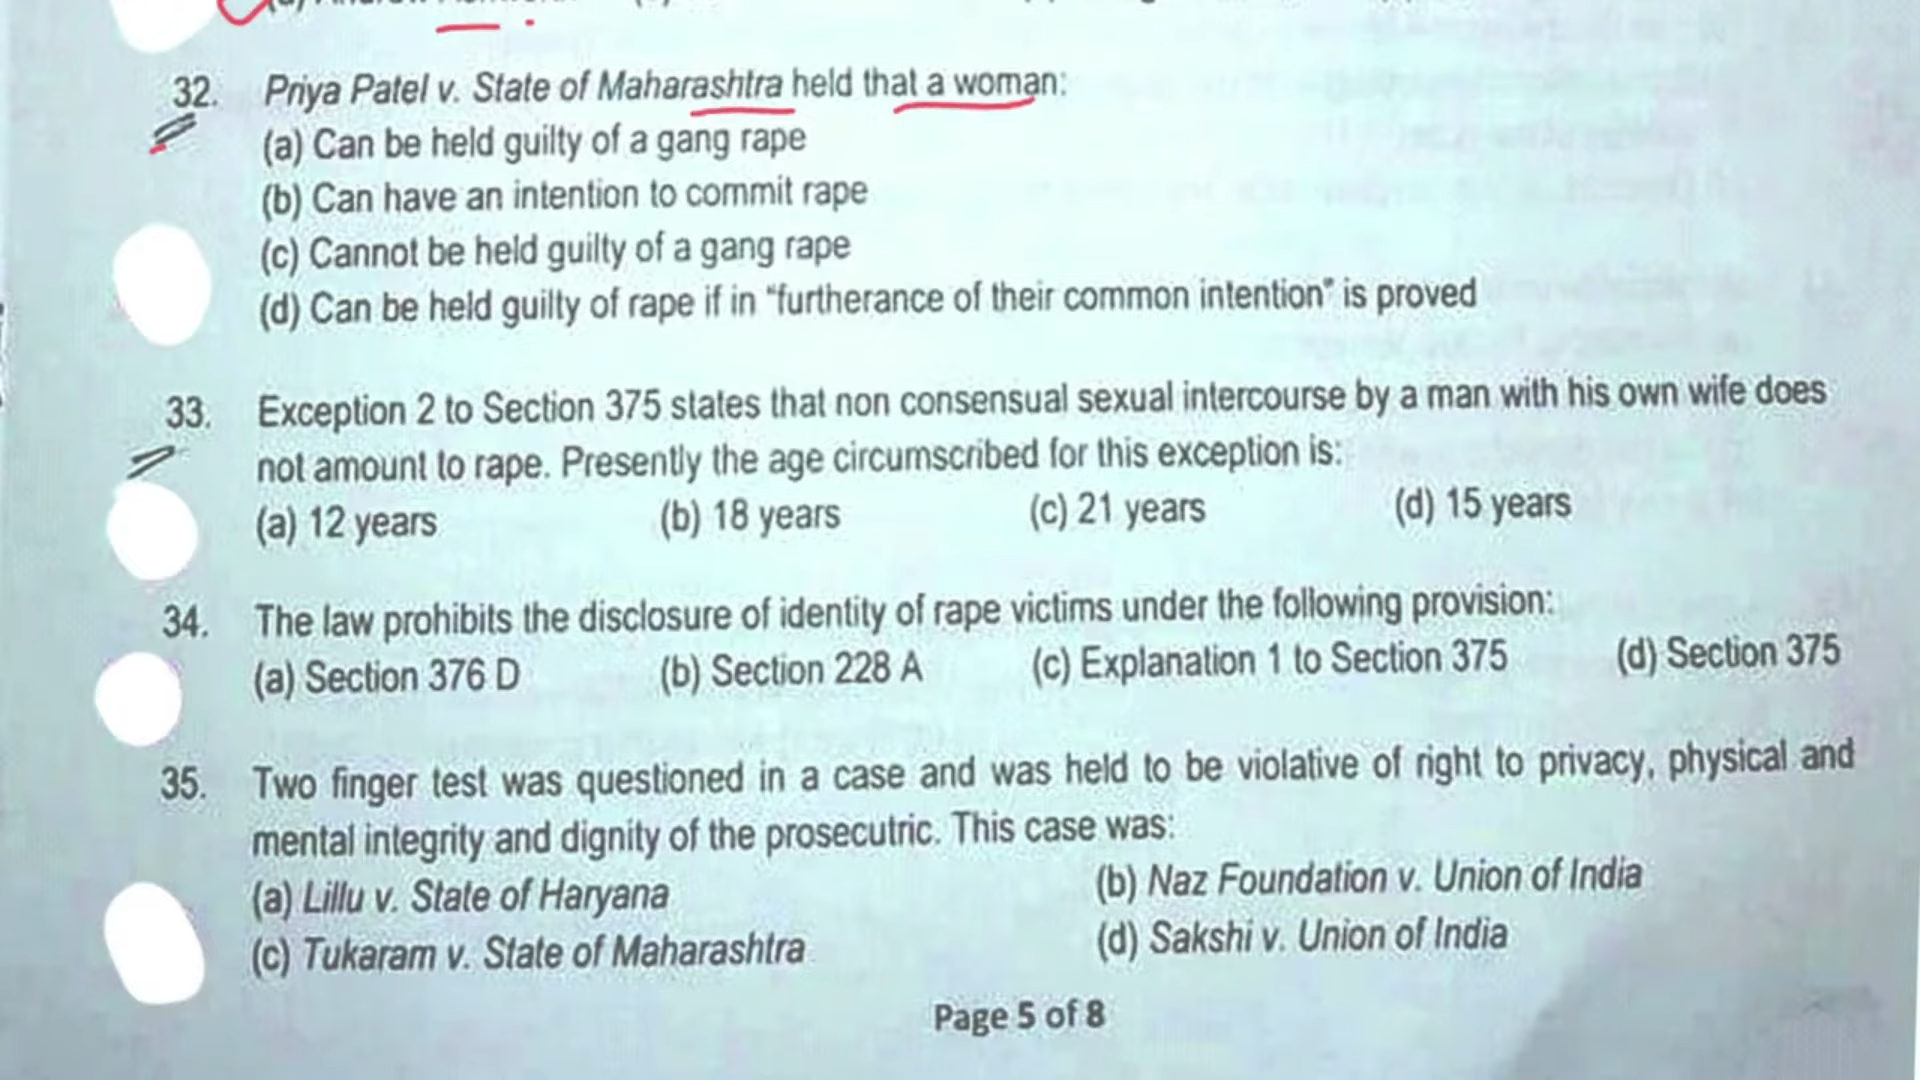 32. Priya Patel v. State of Maharashtra held that a woman:
(a) Can be held guilty of a gang rape
(b) Can have an intention to commit rape
(c) Cannot be held guilty of a gang rape
(d) Can be held guilty of rape if in “furtherance of their common intention” is proved
33. Exception 2 to Section 375 states that non consensual sexual intercourse by a man with his own wife does
not amount to rape. Presently the age circumscribed for this exception is:
(a) 12 years (b) 18 years (c) 21 years (d) 15 years
34. The law prohibits the disclosure of identity of rape victims under the following provision:
(a) Section 376 D (b) Section 228 A (c) Explanation 1 to Section 375 (d) Section 375
35. Two finger test was questioned in a case and was held to be violative of right to privacy, physical and
mental integrity and dignity of the prosecutric. This case was:
(a) Lillu v. State of Haryana (b) Naz Foundation v. Union of India
(c) Tukaram v. State of Maharashtra (d) Sakshi v. Union of India
Page 5 of 8